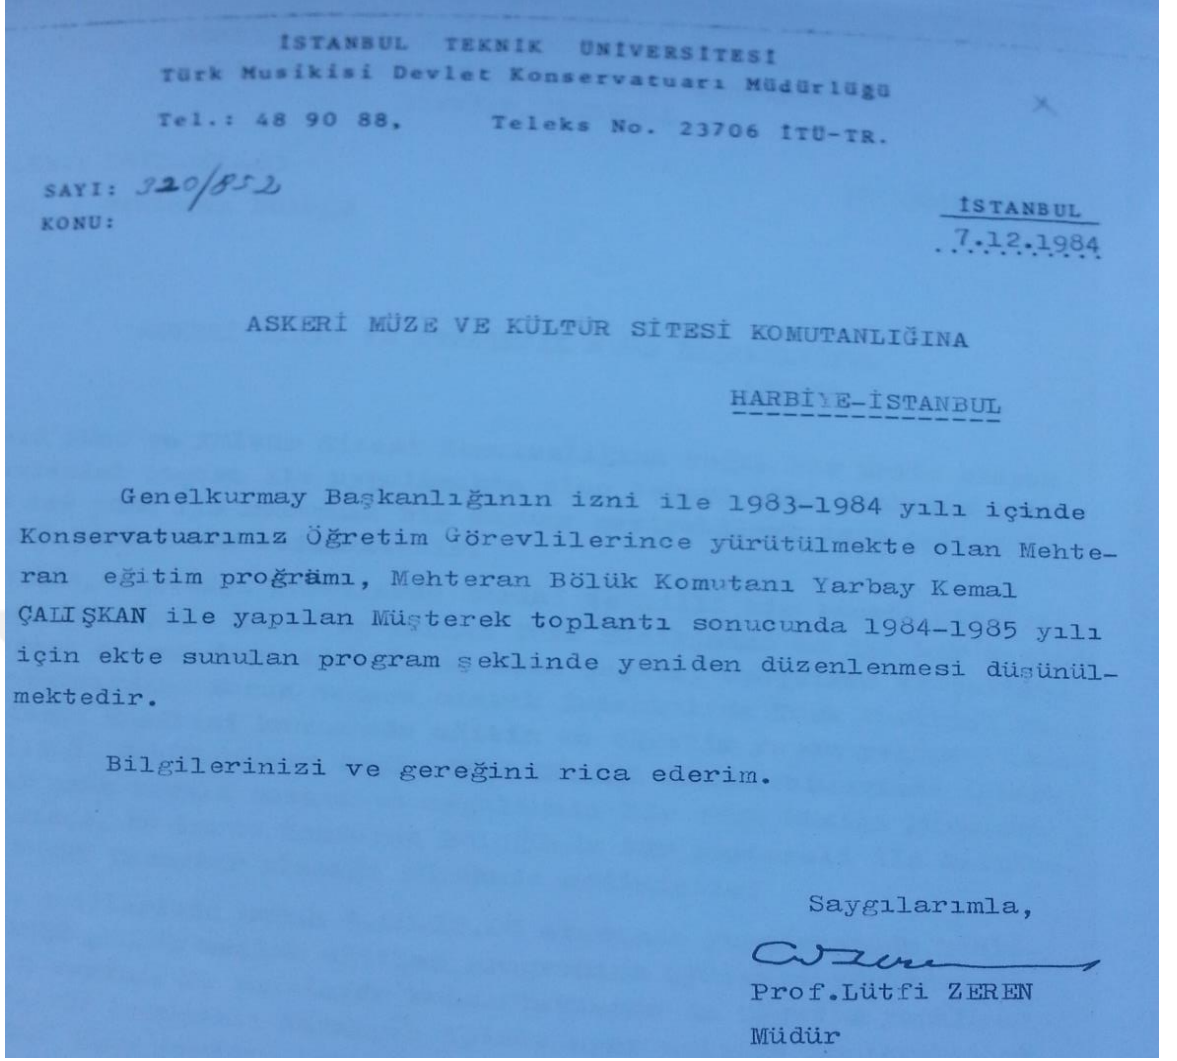 İSTANBUL TEKNİK ÜNİVERSİTESİ
Türk Musikisi Devlet Konservatuarı Müdürlüğü
Tel.: 48 90 88, Teleks No. 23706 İTÜ-TR.
SAYI: 320/852
KONU:
İSTANBUL
7.12.1984
ASKERİ MÜZE VE KÜLTÜR SİTESİ KOMUTANLIĞINA
HARBİYE-İSTANBUL
Genelkurmay Başkanlığının izni ile 1983-1984 yılı içinde
Konservatuarımız Öğretim Görevlilerince yürütülmekte olan Mehte-
ran eğitim proğramı, Mehteran Bölük Komutanı Yarbay Kemal
ÇALIŞKAN ile yapılan Müşterek toplantı sonucunda 1984-1985 yılı
için ekte sunulan program şeklinde yeniden düzenlenmesi düşünül-
mektedir.
Bilgilerinizi ve gereğini rica ederim.
Saygılarımla,
Prof.Lütfi ZEREN
Müdür